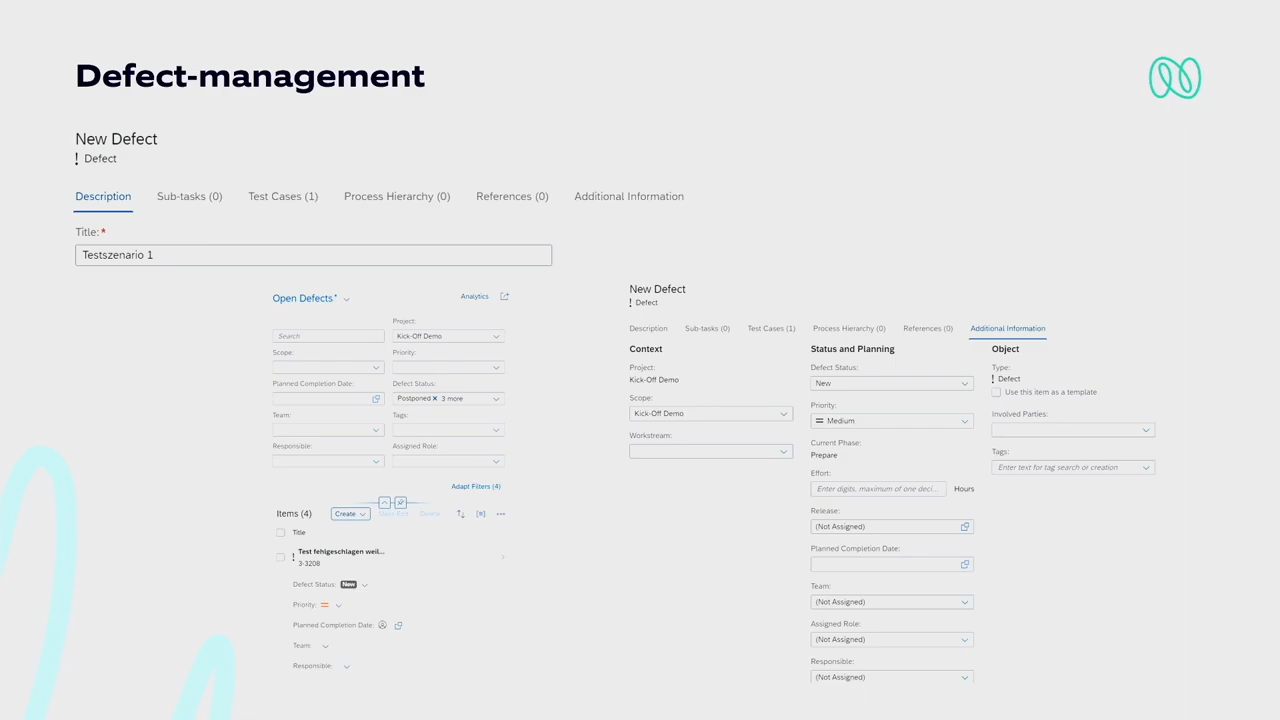 Defect-management
New Defect
! Defect
Description Sub-tasks (0) Test Cases (1) Process Hierarchy (0) References (0) Additional Information
Title:*
Testszenario 1
Open Defects* Analytics
Search
Project:
Kick-Off Demo
Scope:
Priority:
Planned Completion Date:
Defect Status:
Postponed × 3 more
Team:
Tags:
Responsible:
Assigned Role:
Adapt Filters (4)
Items (4) Create Mass Edit Delete
Title
! Test fehlgeschlagen weil...
3-3208
Defect Status: New
Priority:
Planned Completion Date:
Team:
Responsible:
New Defect
! Defect
Description Sub-tasks (0) Test Cases (1) Process Hierarchy (0) References (0) Additional Information
Context
Project:
Kick-Off Demo
Scope:
Kick-Off Demo
Workstream:
Status and Planning
Defect Status:
New
Priority:
Medium
Current Phase:
Prepare
Effort:
Enter digits, maximum of one deci... Hours
Release:
(Not Assigned)
Planned Completion Date:
Team:
(Not Assigned)
Assigned Role:
(Not Assigned)
Responsible:
(Not Assigned)
Object
Type:
! Defect
Use this item as a template
Involved Parties:
Tags:
Enter text for tag search or creation